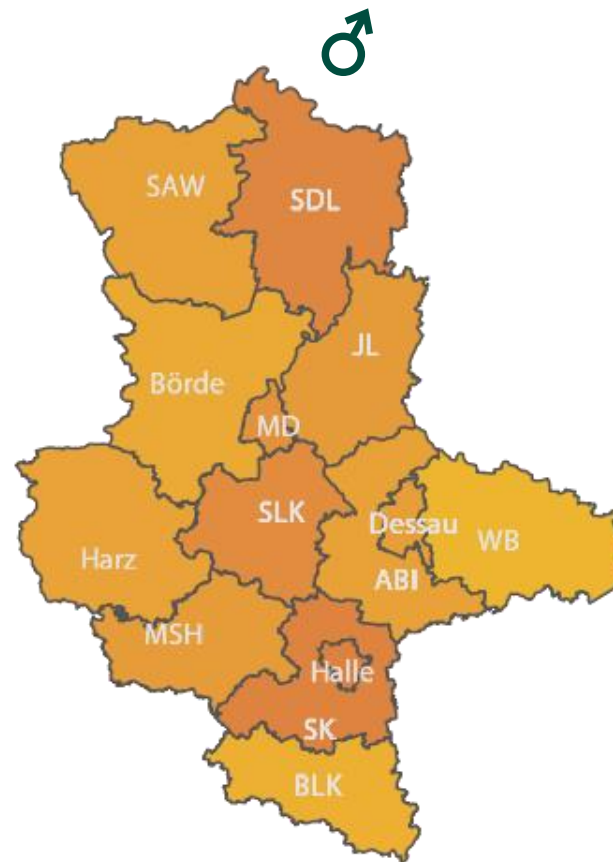 SAW
SDL
JL
Börde
MD
SLK
Dessau
WB
Harz
ABI
MSH
Halle
SK
BLK